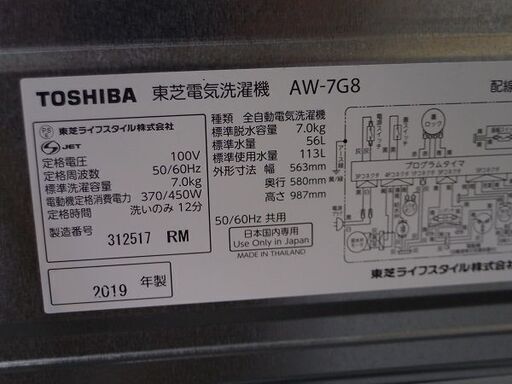 TOSHIBA 東芝電気洗濯機 AW-7G8
配線
東芝ライフスタイル株式会社
JET
定格電圧 100V
定格周波数 50/60Hz
標準洗濯容量 7.0kg
電動機定格消費電力 370/450W
定格時間 洗いのみ 12分
製造番号 312517 RM
2019 年製
種類 全自動電気洗濯機
標準脱水容量 7.0kg
標準水量 56L
標準使用水量 113L
外形寸法 幅 563mm
奥行 580mm
高さ 987mm
50/60Hz 共用
日本国内専用
Use Only in Japan
MADE IN THAILAND
プログラムタイマ
東芝ライフスタイル株式会